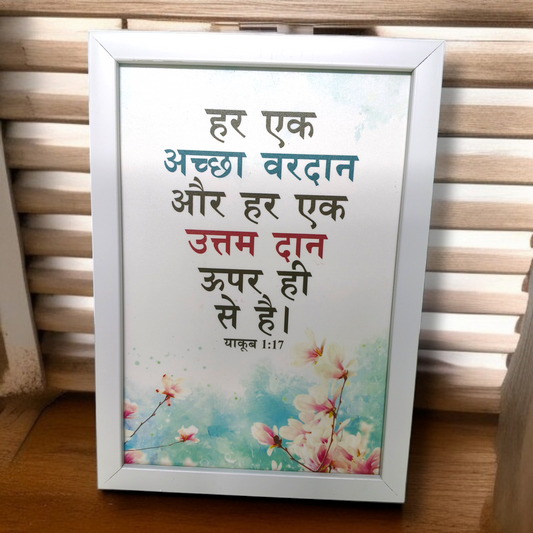 हर एक
अच्छा वरदान
और हर एक
उत्तम दान
ऊपर ही
से है।
याकूब 1:17